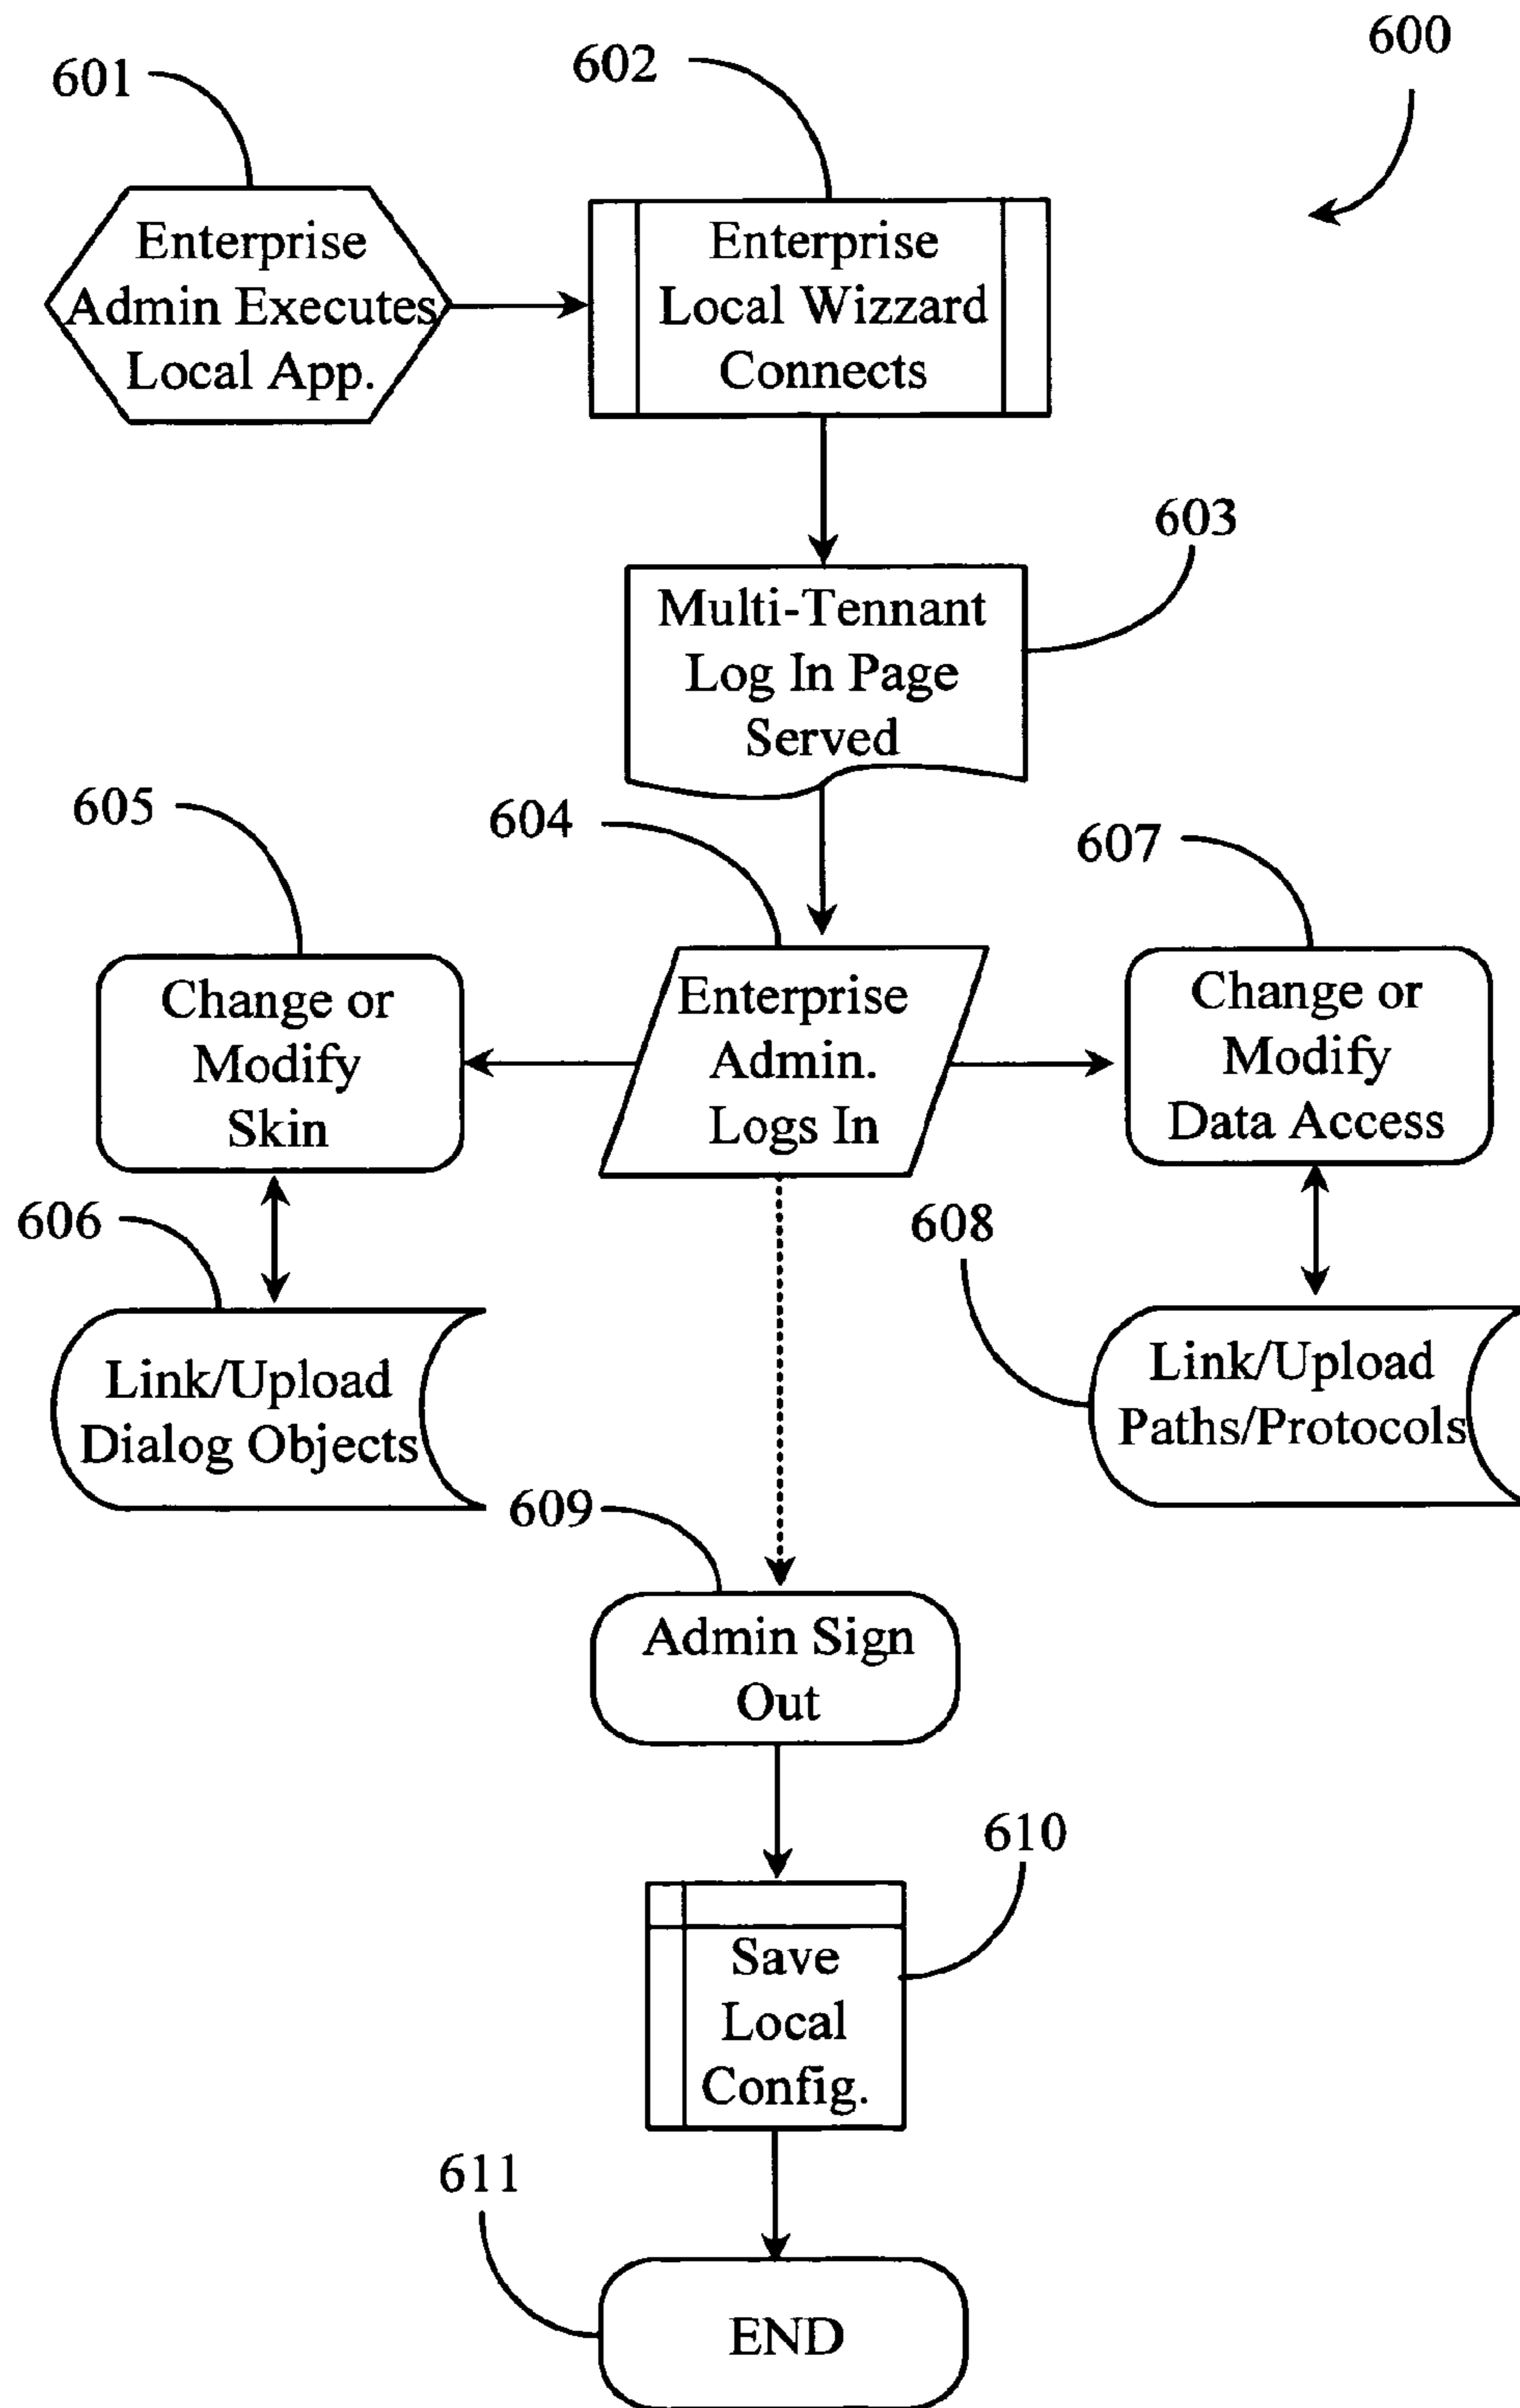 600
601
602
Enterprise
Admin Executes
Local App.
Enterprise
Local Wizzard
Connects
603
Multi-Tennant
Log In Page
Served
604
605
607
Change or
Modify
Skin
Enterprise
Admin.
Logs In
Change or
Modify
Data Access
606
608
Link/Upload
Dialog Objects
Link/Upload
Paths/Protocols
609
Admin Sign
Out
610
Save
Local
Config.
611
END